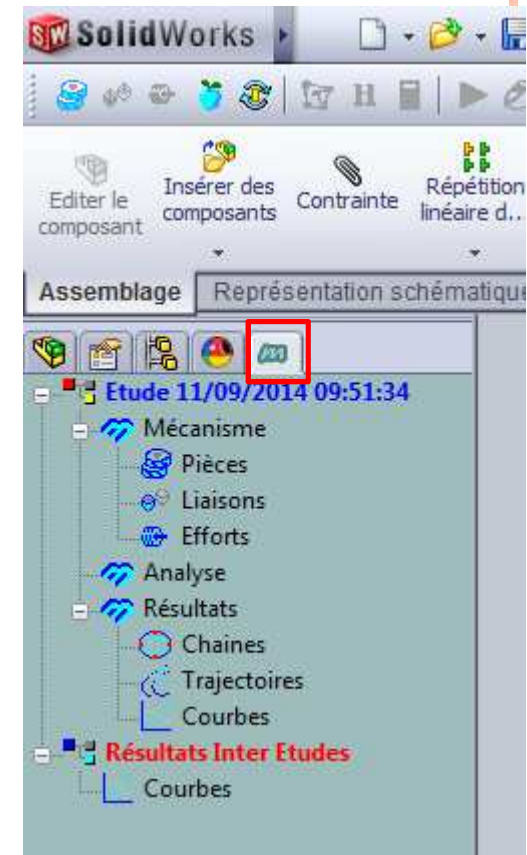 SolidWorks
H
Editer le composant
Insérer des composants
Contrainte
Répétition linéaire d...
Assemblage
Représentation schématique
m
Etude 11/09/2014 09:51:34
Mécanisme
Pièces
Liaisons
Efforts
Analyse
Résultats
Chaines
Trajectoires
Courbes
Résultats Inter Etudes
Courbes